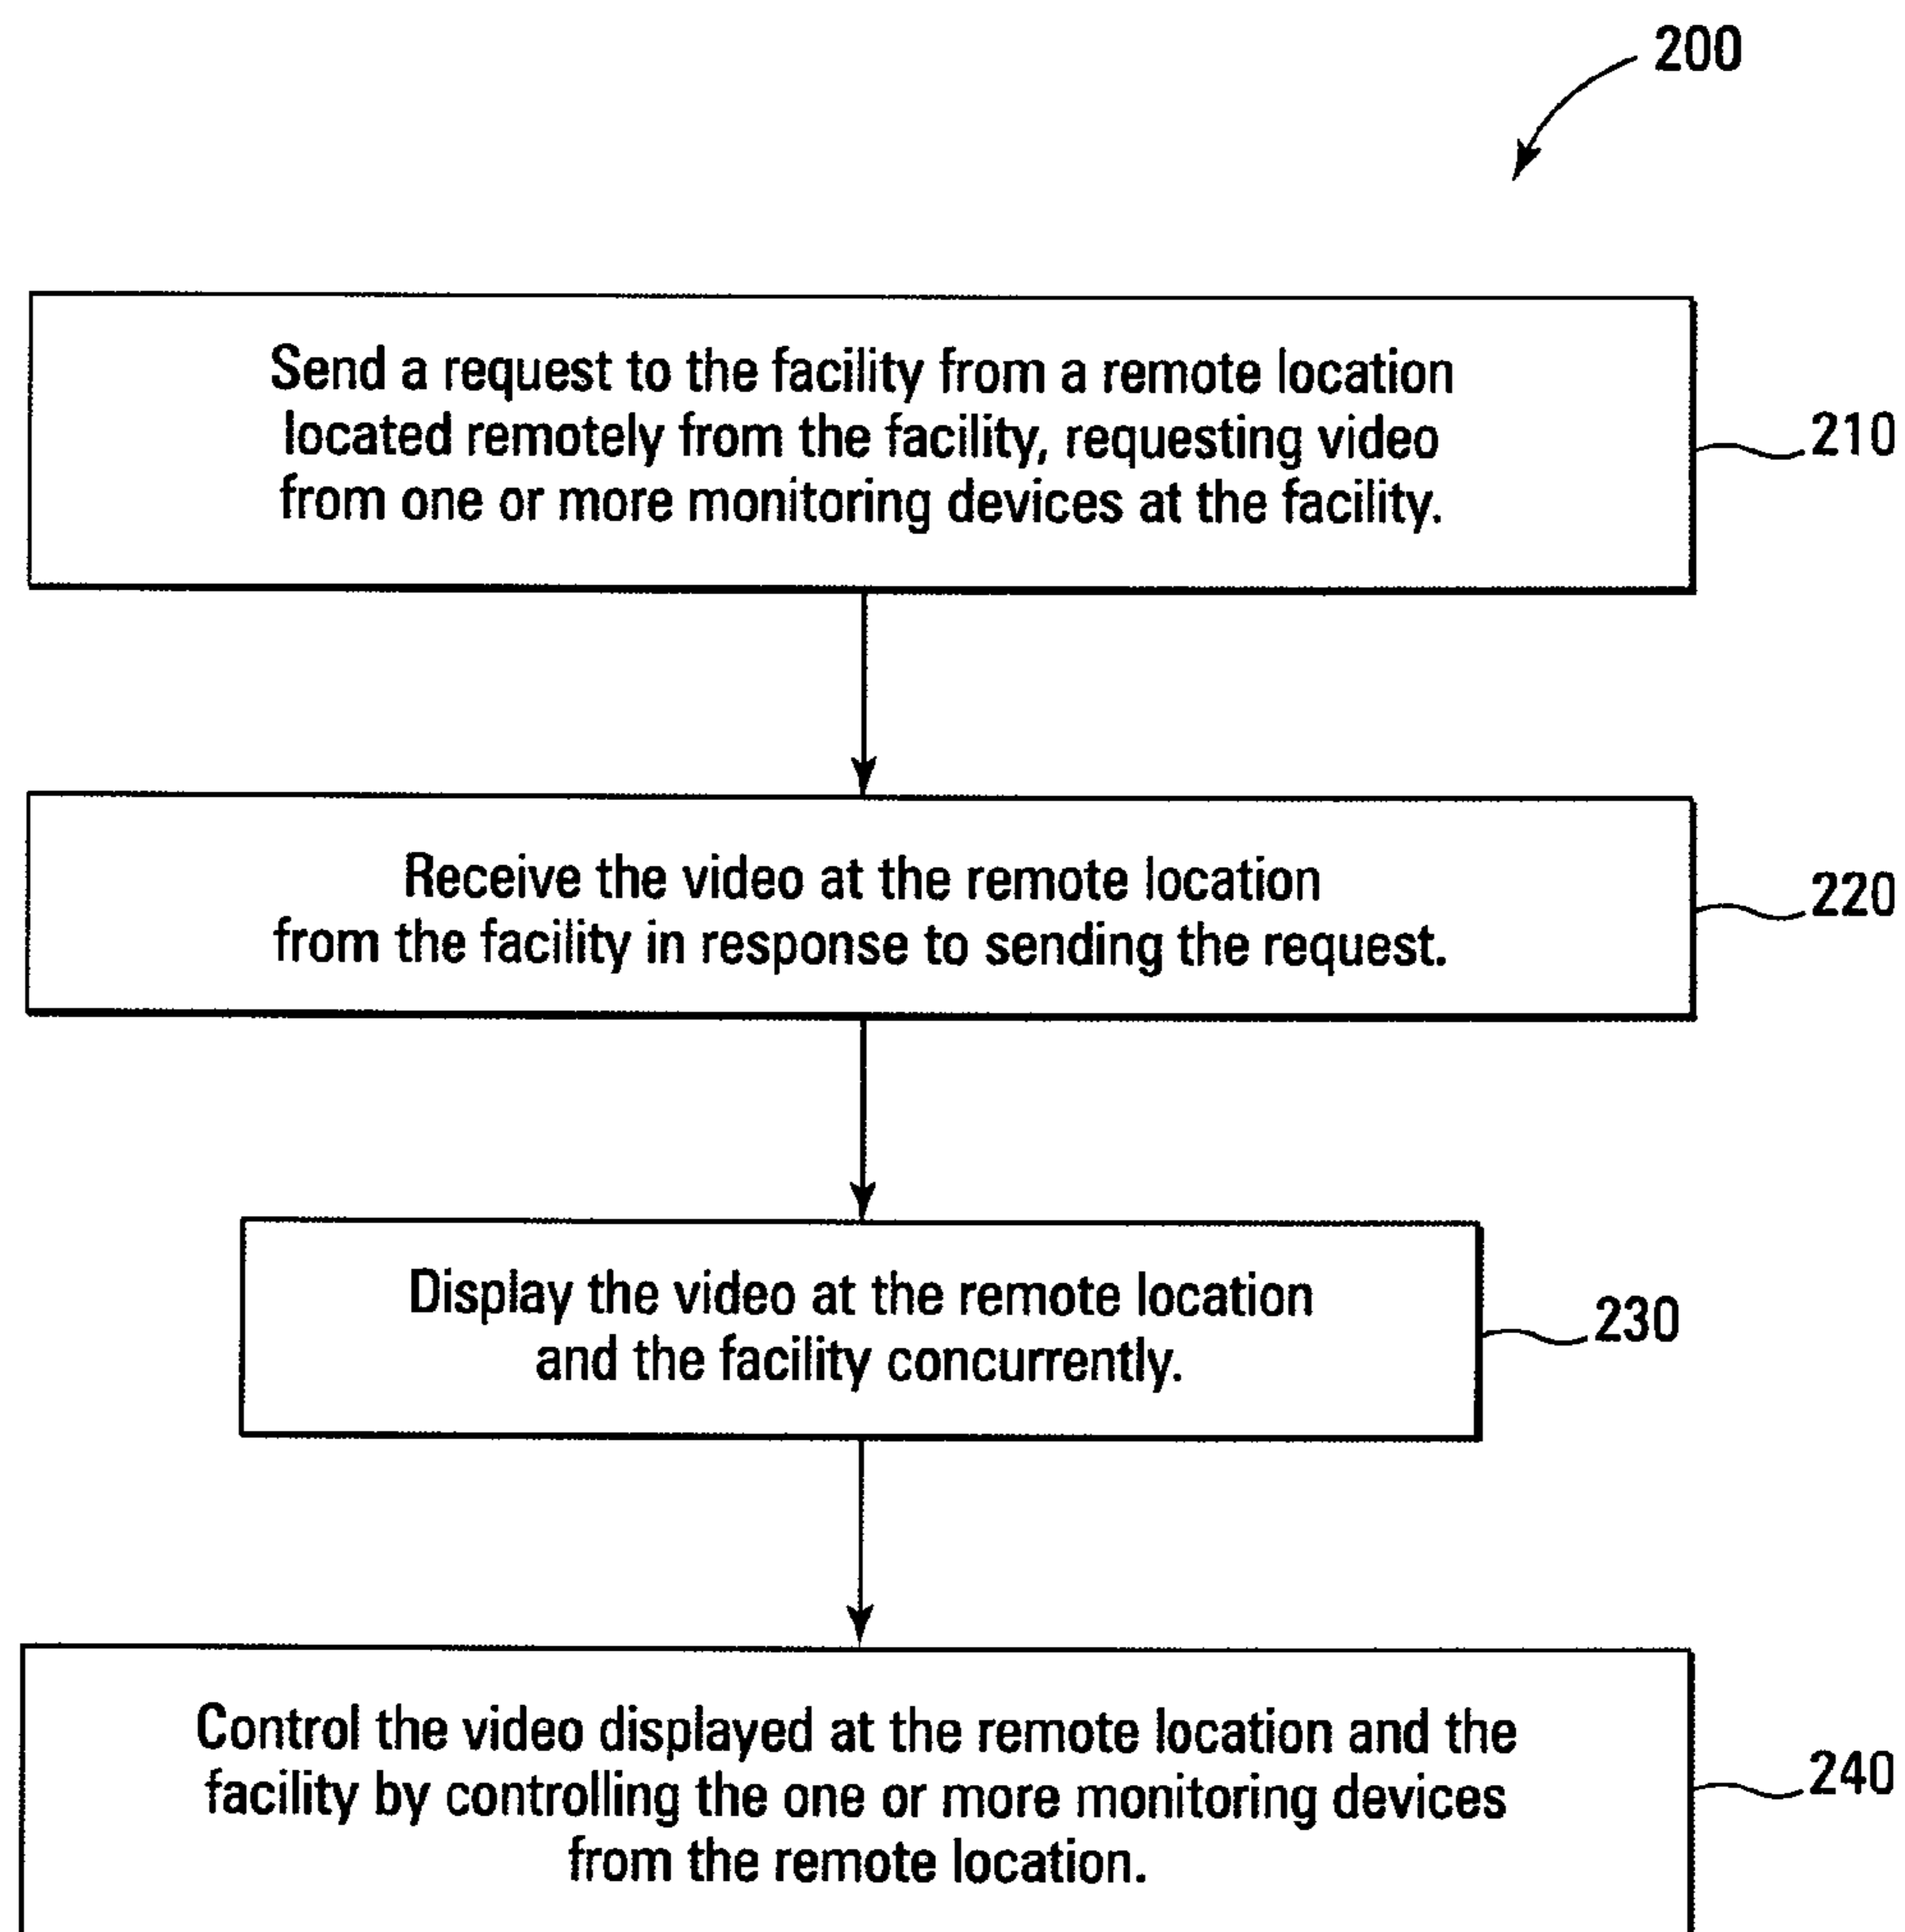 200
Send a request to the facility from a remote location
located remotely from the facility, requesting video
from one or more monitoring devices at the facility.
210
Receive the video at the remote location
from the facility in response to sending the request.
220
Display the video at the remote location
and the facility concurrently.
230
Control the video displayed at the remote location and the
facility by controlling the one or more monitoring devices
from the remote location.
240